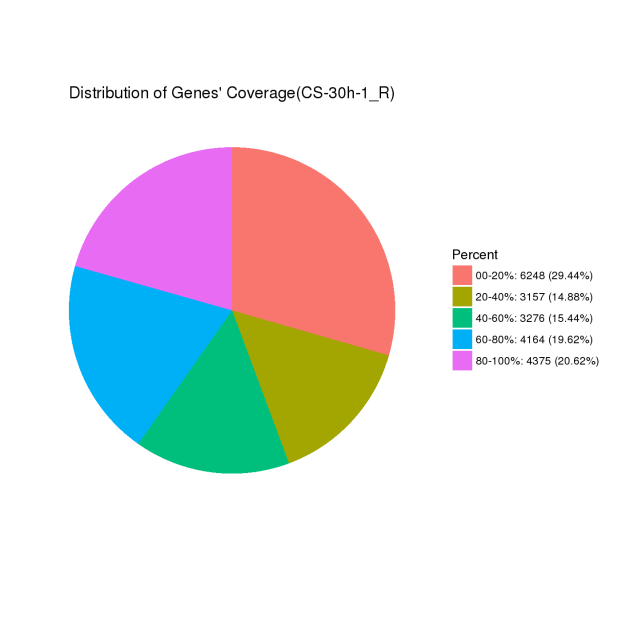 Distribution of Genes' Coverage(CS-30h-1_R)
Percent
00-20%: 6248 (29.44%)
20-40%: 3157 (14.88%)
40-60%: 3276 (15.44%)
60-80%: 4164 (19.62%)
80-100%: 4375 (20.62%)